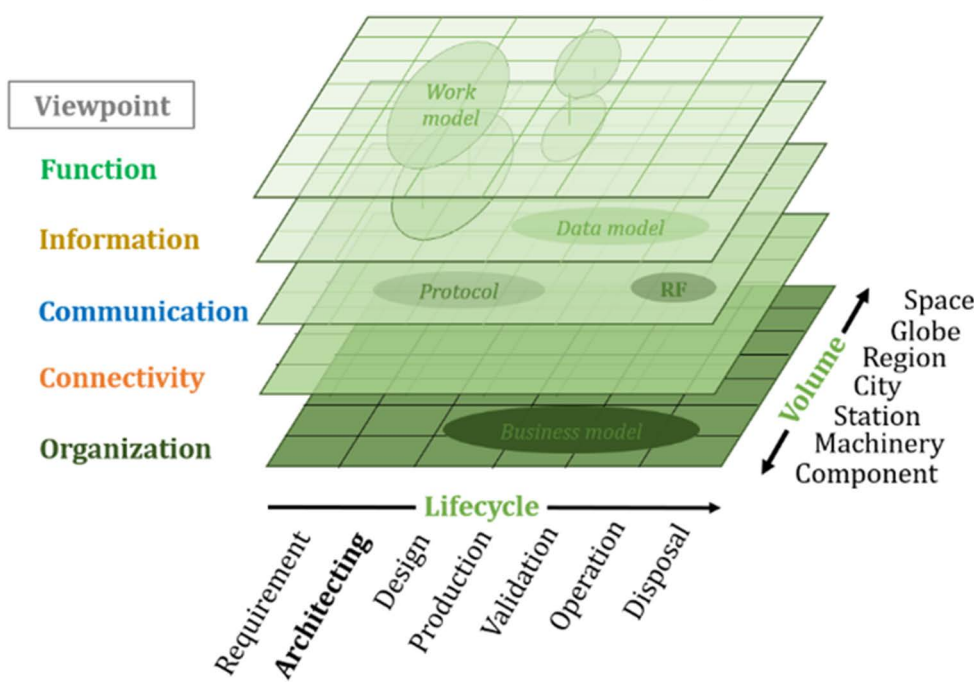 Viewpoint
Function
Information
Communication
Connectivity
Organization
Work
model
Data model
Protocol
RF
Business model
Volume
Space
Globe
Region
City
Station
Machinery
Component
Lifecycle
Requirement
Architecting
Design
Production
Validation
Operation
Disposal